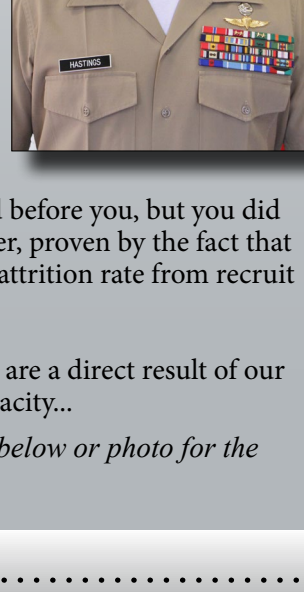 HASTINGS
before you, but you did
er, proven by the fact that
attrition rate from recruit
are a direct result of our
acity...
below or photo for the